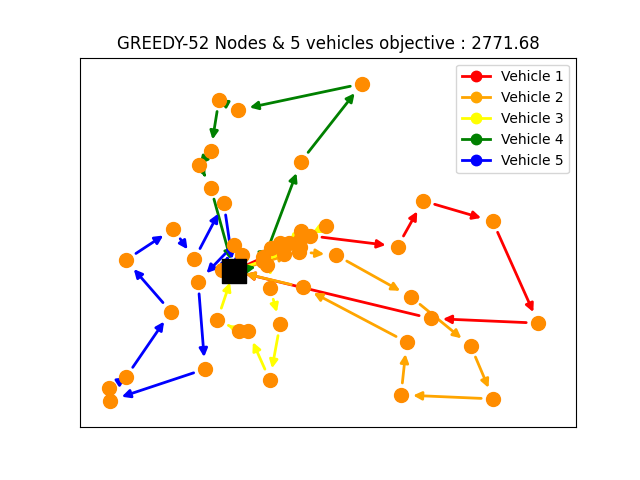 GREEDY-52 Nodes & 5 vehicles objective : 2771.68
Vehicle 1
Vehicle 2
Vehicle 3
Vehicle 4
Vehicle 5